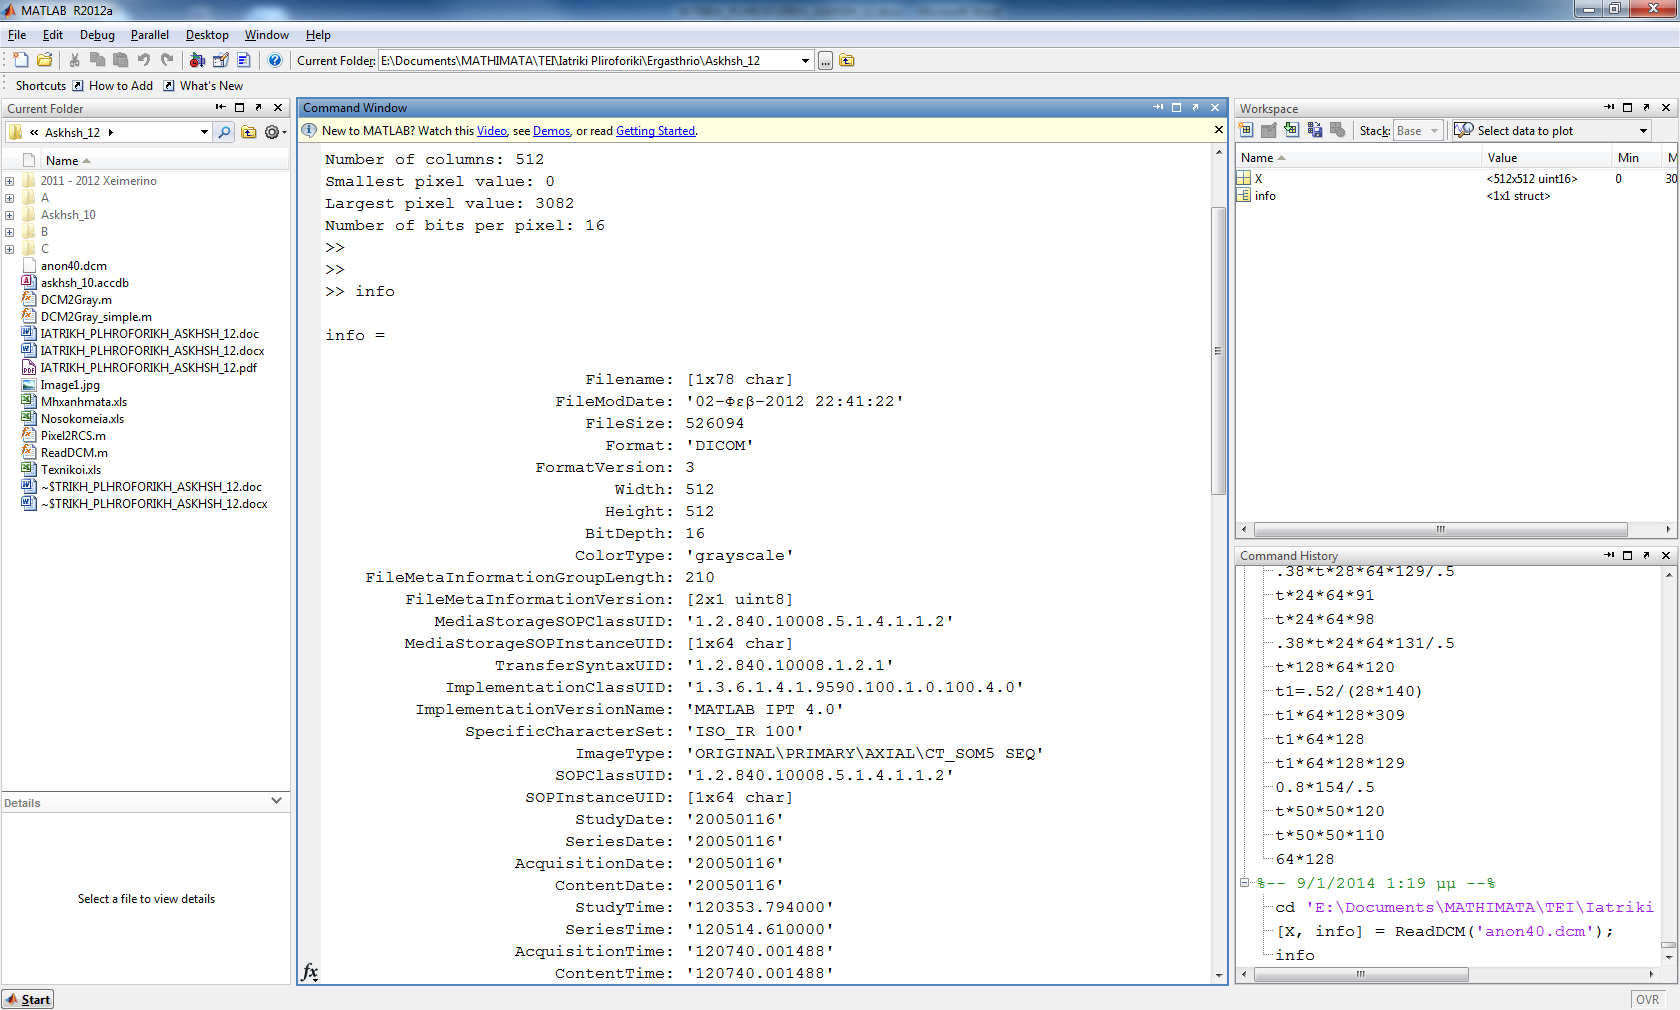 MATLAB R2012a
File Edit Debug Parallel Desktop Window Help
Current Folder: E:\Documents\MATHIMATA\TEI\Iatriki Pliroforiki\Ergasthrio\Askhsh_12 ...
Shortcuts How to Add What's New
Current Folder
« Askhsh_12
Name
2011 - 2012 Xeimerino
A
Askhsh_10
B
C
anon40.dcm
askhsh_10.accdb
DCM2Gray.m
DCM2Gray_simple.m
IATRIKH_PLHROFORIKH_ASKHSH_12.doc
IATRIKH_PLHROFORIKH_ASKHSH_12.docx
IATRIKH_PLHROFORIKH_ASKHSH_12.pdf
Image1.jpg
Mhxanhmata.xls
Nosokomeia.xls
Pixel2RCS.m
ReadDCM.m
Texnikoi.xls
~$TRIKH_PLHROFORIKH_ASKHSH_12.doc
~$TRIKH_PLHROFORIKH_ASKHSH_12.docx
Details
Select a file to view details
Command Window
New to MATLAB? Watch this Video, see Demos, or read Getting Started.
Number of columns: 512
Smallest pixel value: 0
Largest pixel value: 3082
Number of bits per pixel: 16
>>
>>
>> info
info =
Filename: [1x78 char]
FileModDate: '02-Φεβ-2012 22:41:22'
FileSize: 526094
Format: 'DICOM'
FormatVersion: 3
Width: 512
Height: 512
BitDepth: 16
ColorType: 'grayscale'
FileMetaInformationGroupLength: 210
FileMetaInformationVersion: [2x1 uint8]
MediaStorageSOPClassUID: '1.2.840.10008.5.1.4.1.1.2'
MediaStorageSOPInstanceUID: [1x64 char]
TransferSyntaxUID: '1.2.840.10008.1.2.1'
ImplementationClassUID: '1.3.6.1.4.1.9590.100.1.0.100.4.0'
ImplementationVersionName: 'MATLAB IPT 4.0'
SpecificCharacterSet: 'ISO_IR 100'
ImageType: 'ORIGINAL\PRIMARY\AXIAL\CT_SOM5 SEQ'
SOPClassUID: '1.2.840.10008.5.1.4.1.1.2'
SOPInstanceUID: [1x64 char]
StudyDate: '20050116'
SeriesDate: '20050116'
AcquisitionDate: '20050116'
ContentDate: '20050116'
StudyTime: '120353.794000'
SeriesTime: '120514.610000'
AcquisitionTime: '120740.001488'
ContentTime: '120740.001488'
fx
Workspace
Stack: Base Select data to plot
Name Value Min M
X <512x512 uint16> 0 30
info <1x1 struct>
Command History
.38*t*28*64*129/.5
t*24*64*91
t*24*64*98
.38*t*24*64*131/.5
t*128*64*120
t1=.52/(28*140)
t1*64*128*309
t1*64*128
t1*64*128*129
0.8*154/.5
t*50*50*120
t*50*50*110
64*128
%-- 9/1/2014 1:19 μμ --%
cd 'E:\Documents\MATHIMATA\TEI\Iatriki
[X, info] = ReadDCM('anon40.dcm');
info
Start
OVR